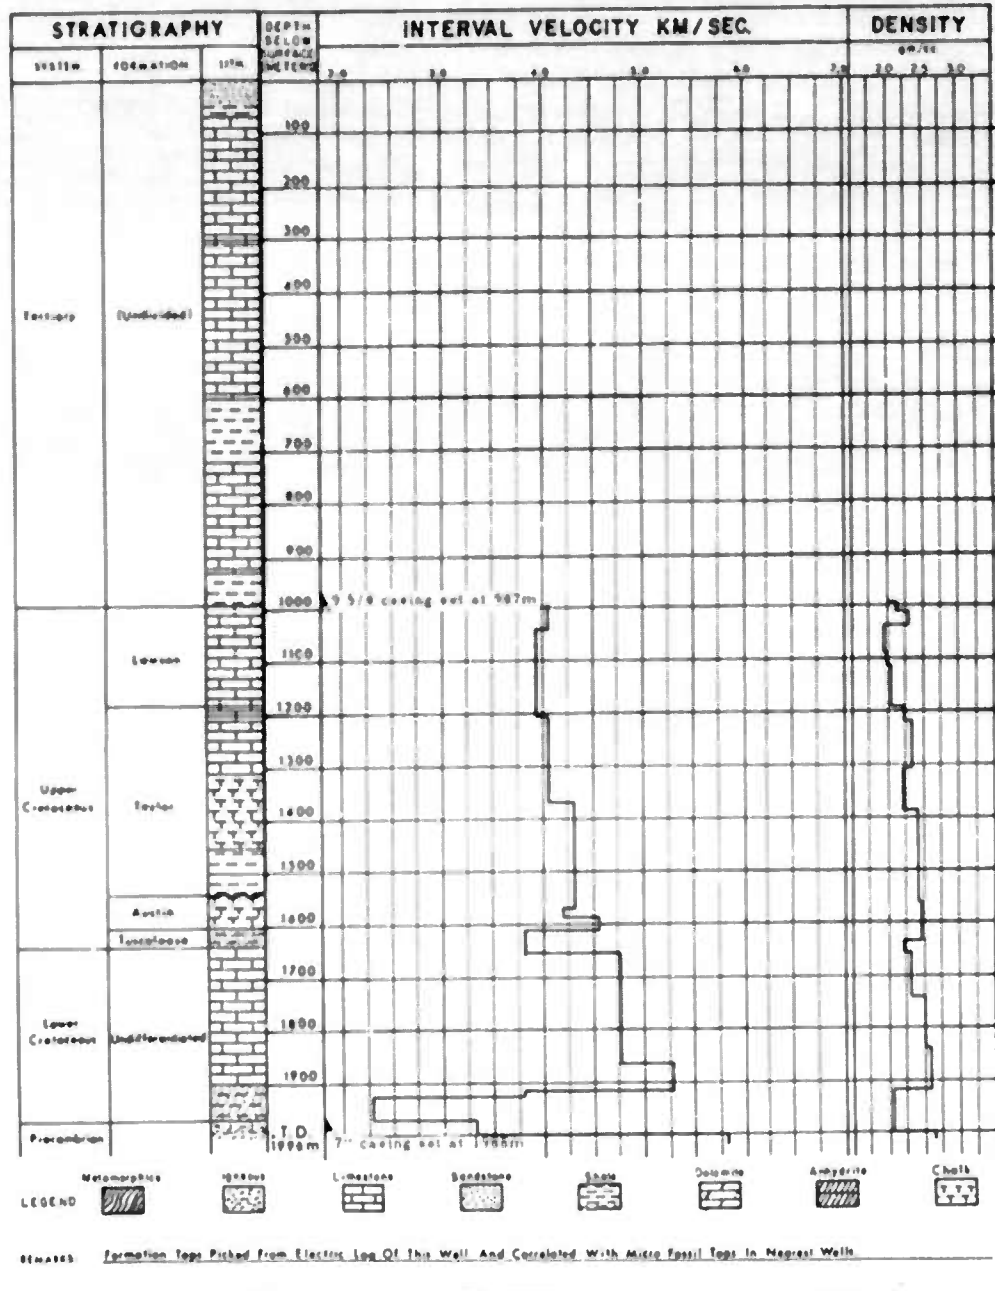 STRATIGRAPHY
DEPTH BELOW SURFACE METERS
INTERVAL VELOCITY KM/SEC.
DENSITY
gm/cc
SYSTEM FORMATION LITH.
2.0 3.0 4.0 5.0 6.0
2.0 2.5 3.0
100
200
300
Tertiary (Undivided)
400
500
600
700
800
900
1000 9 5/8 casing set at 987m
Lawson
1100
1200
1300
Upper Cretaceous
Taylor
1400
1500
Austin
1600
Tuscaloosa
1700
Lower Cretaceous
Undifferentiated
1800
1900
Precambrian
T.D. 1996m
7" casing set at
LEGEND
Metamorphics Igneous Limestone Sandstone Shale Dolomite Anhydrite Chalk
REMARKS Formation Tops Picked From Electric Log Of This Well And Correlated With Micro Fossil Tops In Nearest Wells